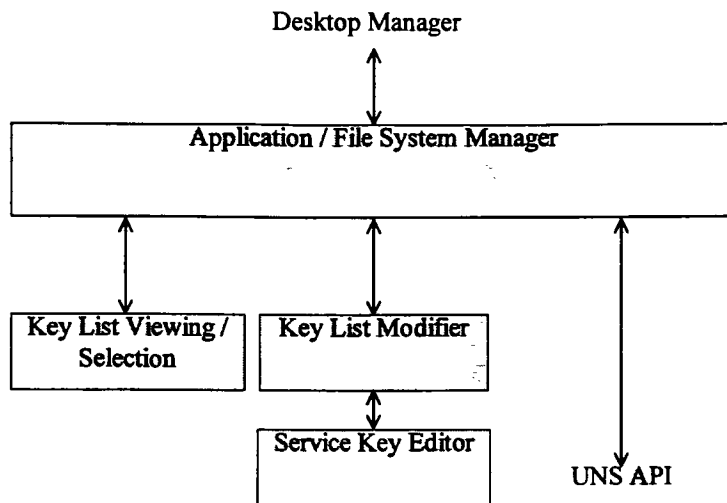 Desktop Manager
Application / File System Manager
Key List Viewing /
Selection
Key List Modifier
Service Key Editor
UNS API